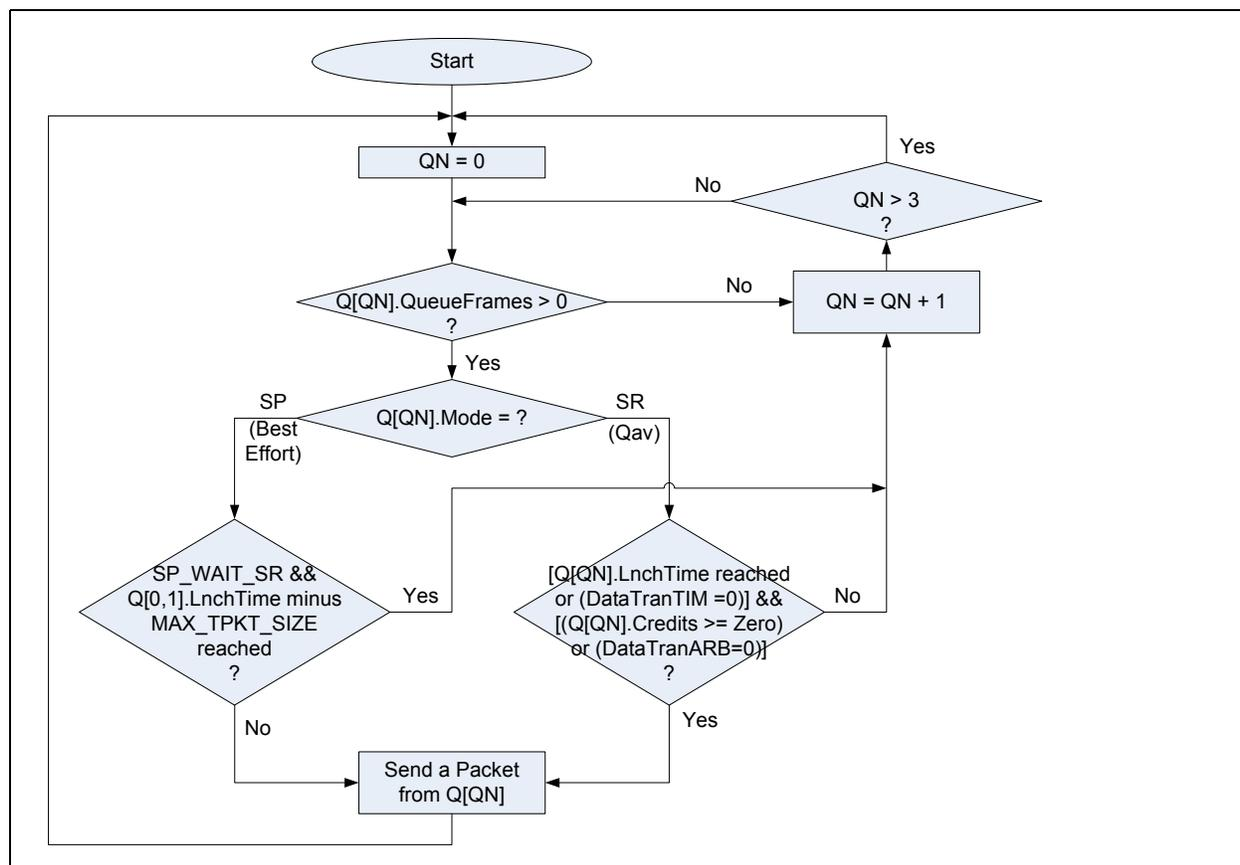 Start
QN = 0
Yes
No
QN > 3
?
Q[QN].QueueFrames > 0
?
No
QN = QN + 1
Yes
SP
(Best
Effort)
Q[QN].Mode = ?
SR
(Qav)
SP_WAIT_SR &&
Q[0,1].LnchTime minus
MAX_TPKT_SIZE
reached
?
Yes
[Q[QN].LnchTime reached
or (DataTranTIM =0)] &&
[(Q[QN].Credits >= Zero)
or (DataTranARB=0)]
?
No
No
Yes
Send a Packet
from Q[QN]